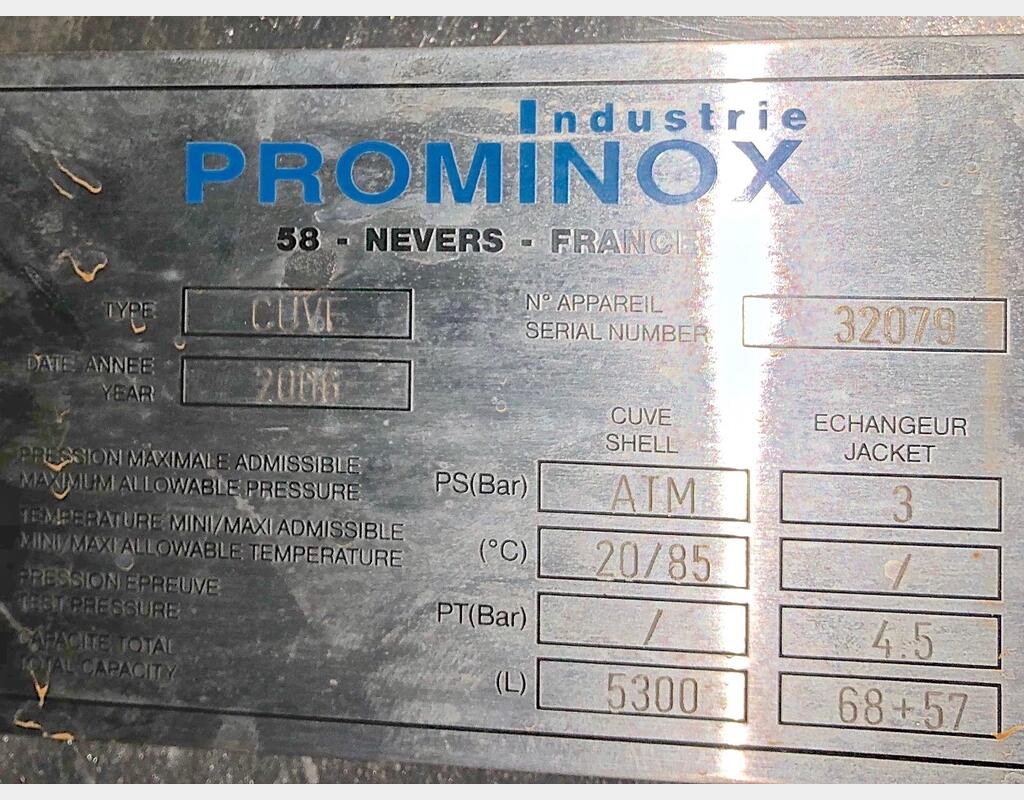 Industrie
PROMINOX
58 - NEVERS - FRANCE
TYPE CUVE N° APPAREIL
SERIAL NUMBER 32079
DATE ANNEE
YEAR 2006
CUVE
SHELL
ECHANGEUR
JACKET
PRESSION MAXIMALE ADMISSIBLE
MAXIMUM ALLOWABLE PRESSURE PS(Bar) ATM 3
TEMPERATURE MINI/MAXI ADMISSIBLE
MINI/MAXI ALLOWABLE TEMPERATURE (°C) 20/85 /
PRESSION EPREUVE
TEST PRESSURE PT(Bar) / 4.5
CAPACITE TOTAL
TOTAL CAPACITY (L) 5300 68+57